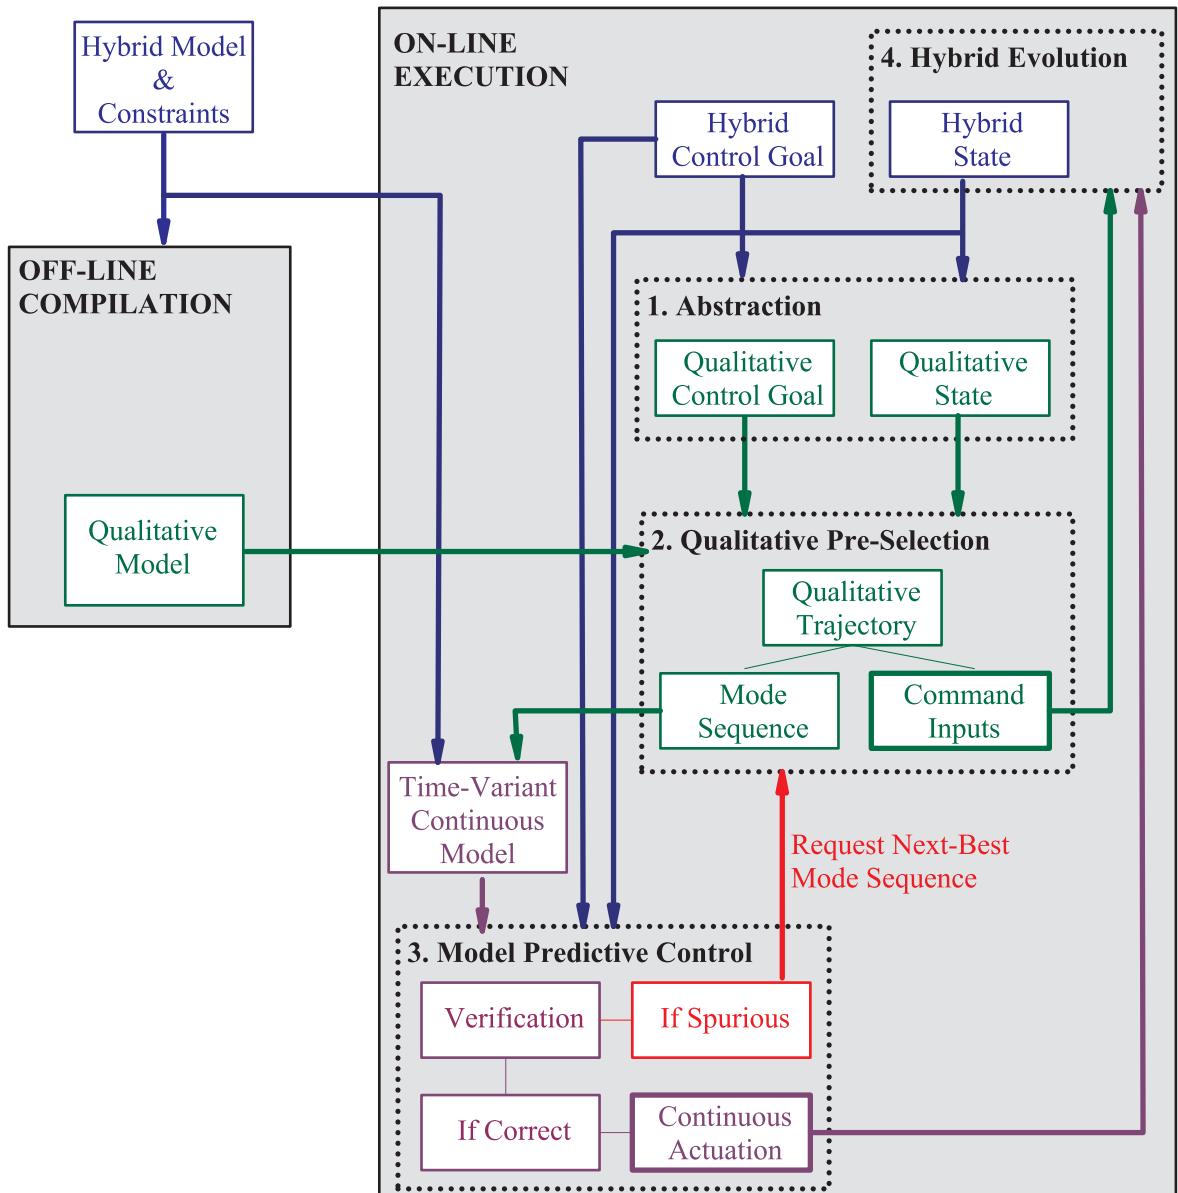 Hybrid Model
&
Constraints
OFF-LINE
COMPILATION
Qualitative
Model
ON-LINE
EXECUTION
4. Hybrid Evolution
Hybrid
Control Goal
Hybrid
State
1. Abstraction
Qualitative
Control Goal
Qualitative
State
2. Qualitative Pre-Selection
Qualitative
Trajectory
Mode
Sequence
Command
Inputs
Time-Variant
Continuous
Model
Request Next-Best
Mode Sequence
3. Model Predictive Control
Verification
If Spurious
If Correct
Continuous
Actuation